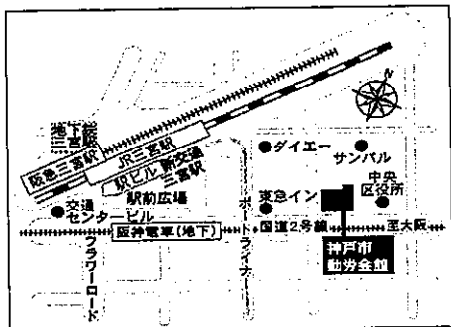 N
地下鉄
三宮駅
阪急三宮駅
JR三宮駅
駅ビル
新交通
三宮駅
駅前広場
交通
センタービル
ダイエー
サンパル
中央
区役所
東急イン
ポートライナー
国道2号線
至大阪
阪神電車(地下)
フラワーロード
神戸市
勤労会館